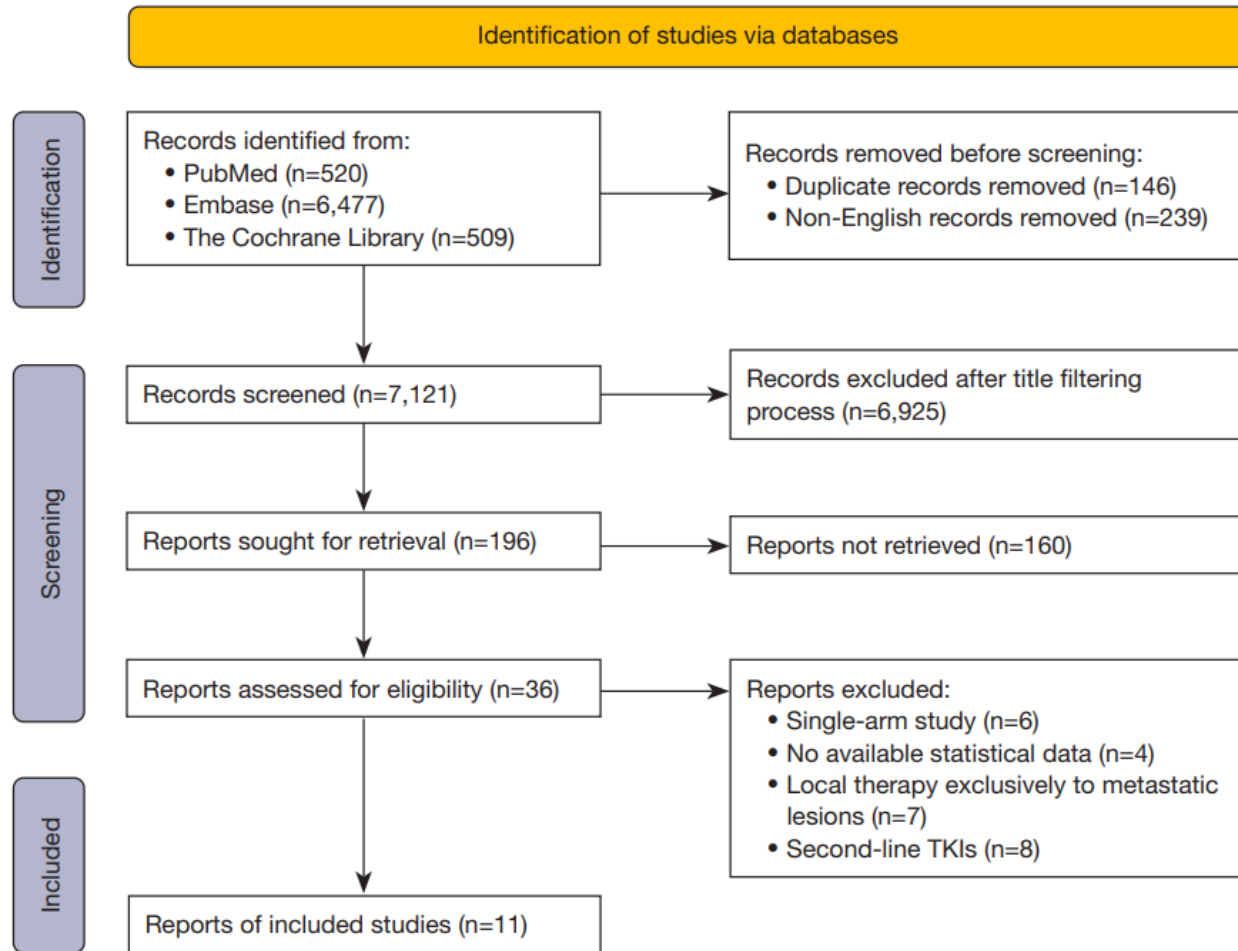 Identification of studies via databases
Identification
Records identified from:
• PubMed (n=520)
• Embase (n=6,477)
• The Cochrane Library (n=509)
Records removed before screening:
• Duplicate records removed (n=146)
• Non-English records removed (n=239)
Screening
Records screened (n=7,121)
Records excluded after title filtering
process (n=6,925)
Reports sought for retrieval (n=196)
Reports not retrieved (n=160)
Reports assessed for eligibility (n=36)
Reports excluded:
• Single-arm study (n=6)
• No available statistical data (n=4)
• Local therapy exclusively to metastatic
lesions (n=7)
• Second-line TKIs (n=8)
Included
Reports of included studies (n=11)